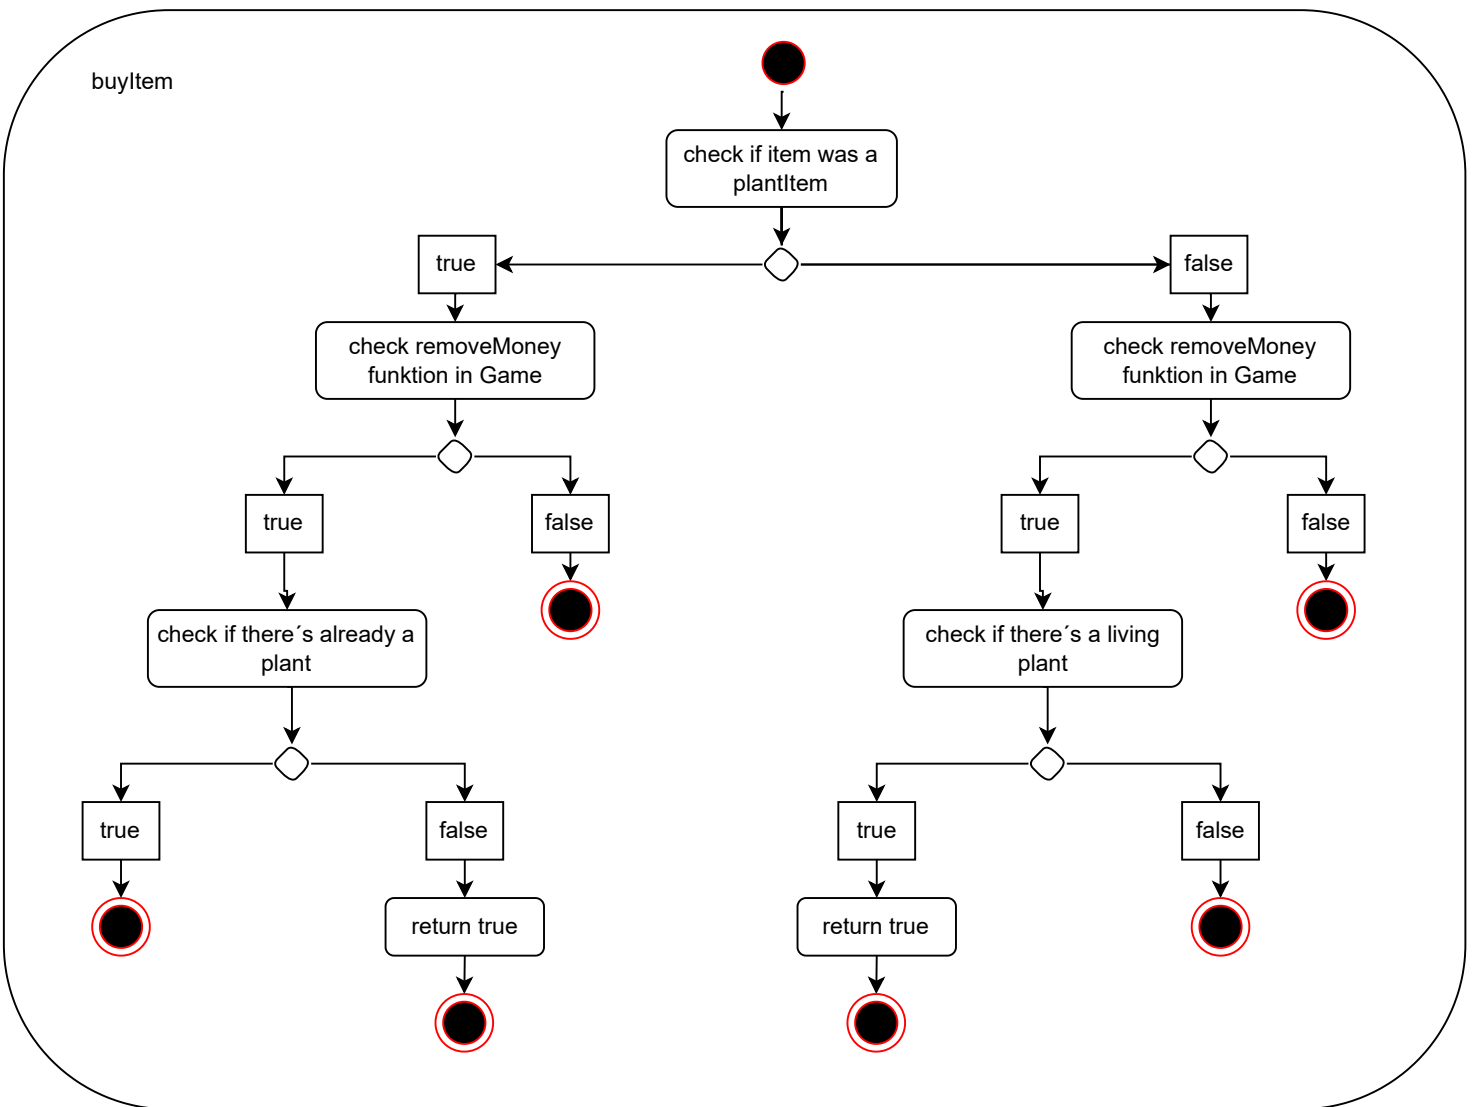 buyItem
check if item was a
plantItem
true
false
check removeMoney
funktion in Game
check removeMoney
funktion in Game
true
false
true
false
check if there´s already a
plant
check if there´s a living
plant
true
false
true
false
return true
return true